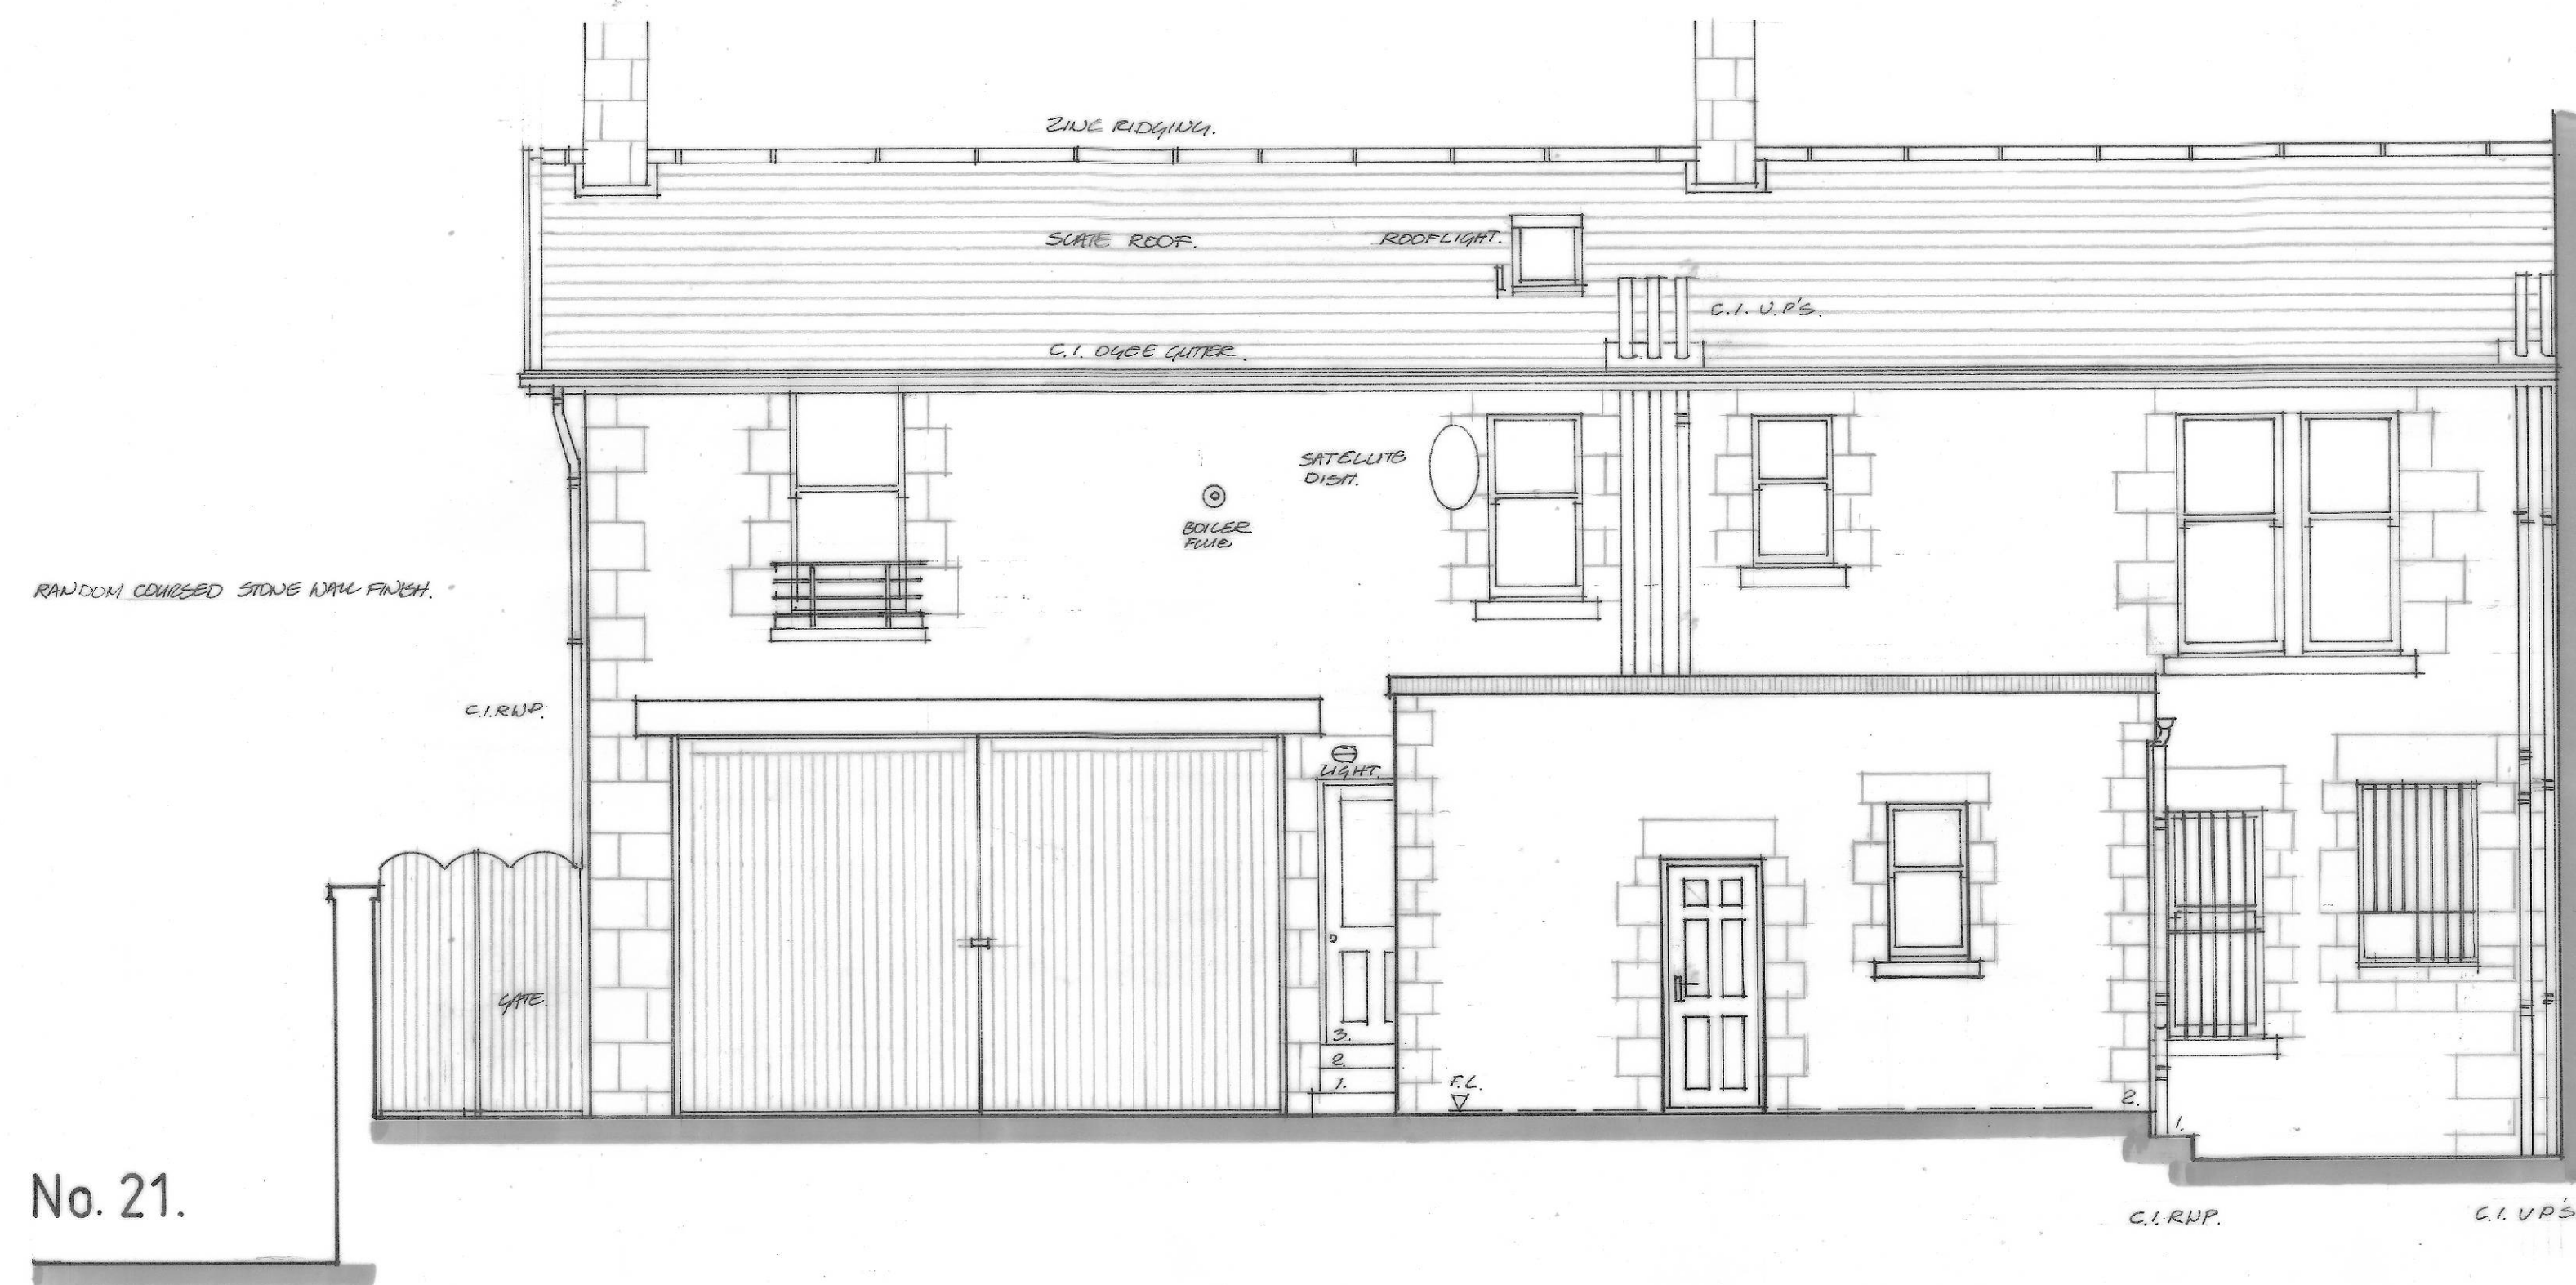 ZINC RIDGING.
SLATE ROOF.
ROOFLIGHT.
C.I. U.P'S.
C.I. OGEE GUTTER.
SATELLITE
DISH.
BOILER
FLUE
RANDOM COURSED STONE WALL FINISH.
C.I.RWP.
LIGHT.
GATE.
3.
2.
1.
F.L.
2.
1.
No. 21.
C.I.RWP.
C.I. UP'S